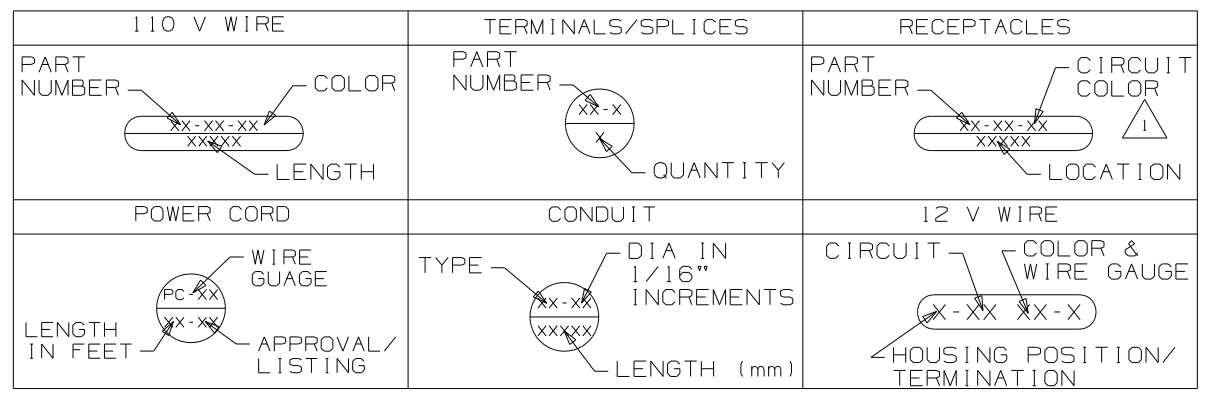 110 V WIRE
PART
NUMBER
COLOR
XX-XX-XX
XXXXX
LENGTH
TERMINALS/SPLICES
PART
NUMBER
XX-X
X
QUANTITY
RECEPTACLES
PART
NUMBER
CIRCUIT
COLOR
1
XX-XX-XX
XXXXX
LOCATION
POWER CORD
WIRE
GUAGE
PC-XX
XX-XX
LENGTH
IN FEET
APPROVAL/
LISTING
CONDUIT
TYPE
DIA IN
1/16"
INCREMENTS
XX-XX
XXXXX
LENGTH (mm)
12 V WIRE
CIRCUIT
COLOR &
WIRE GAUGE
X-XX XX-X
HOUSING POSITION/
TERMINATION